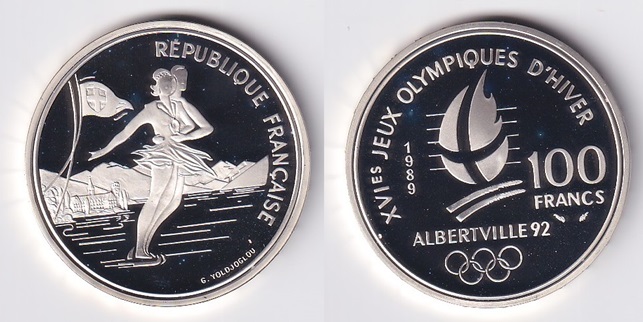 RÉPUBLIQUE FRANÇAISE
G. YOLDJOGLOU
XVIes JEUX OLYMPIQUES D'HIVER
1989
100
FRANCS
ALBERTVILLE 92